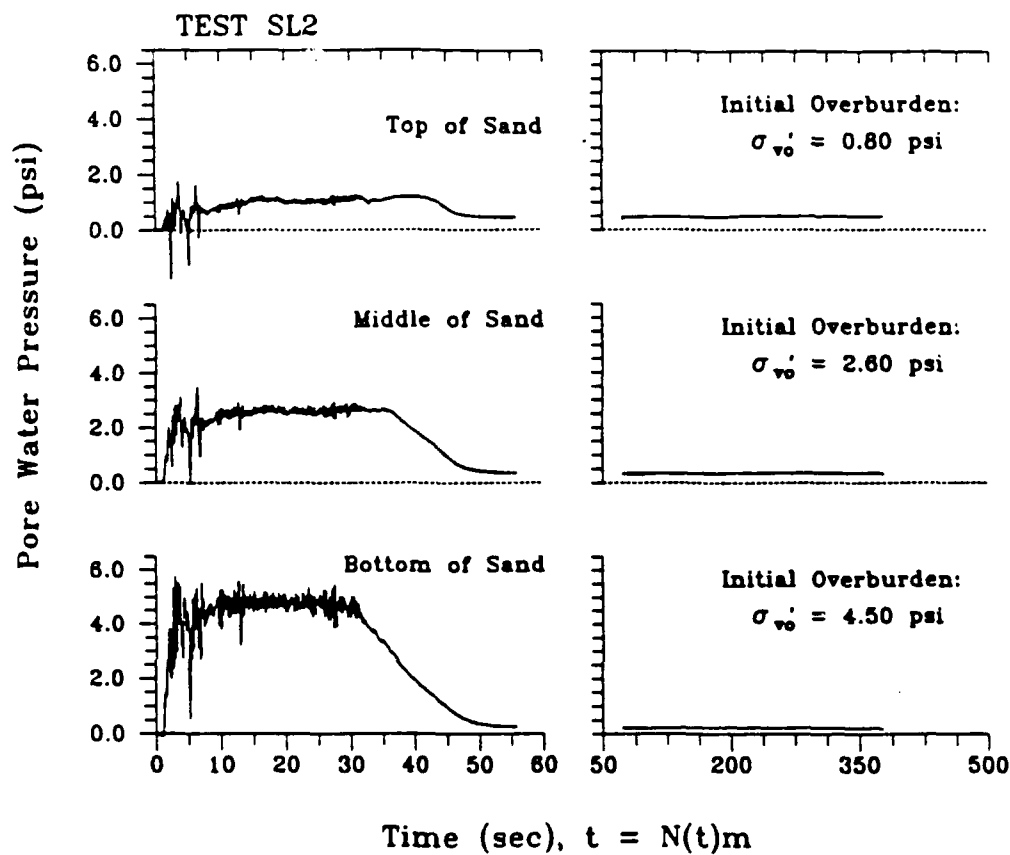 TEST SL2
Pore Water Pressure (psi)
6.0
4.0
2.0
0.0
Top of Sand
Initial Overburden:
σvo' = 0.80 psi
6.0
4.0
2.0
0.0
Middle of Sand
Initial Overburden:
σvo' = 2.60 psi
6.0
4.0
2.0
0.0
Bottom of Sand
Initial Overburden:
σvo' = 4.50 psi
0 10 20 30 40 50 60
50 200 350 500
Time (sec), t = N(t)m